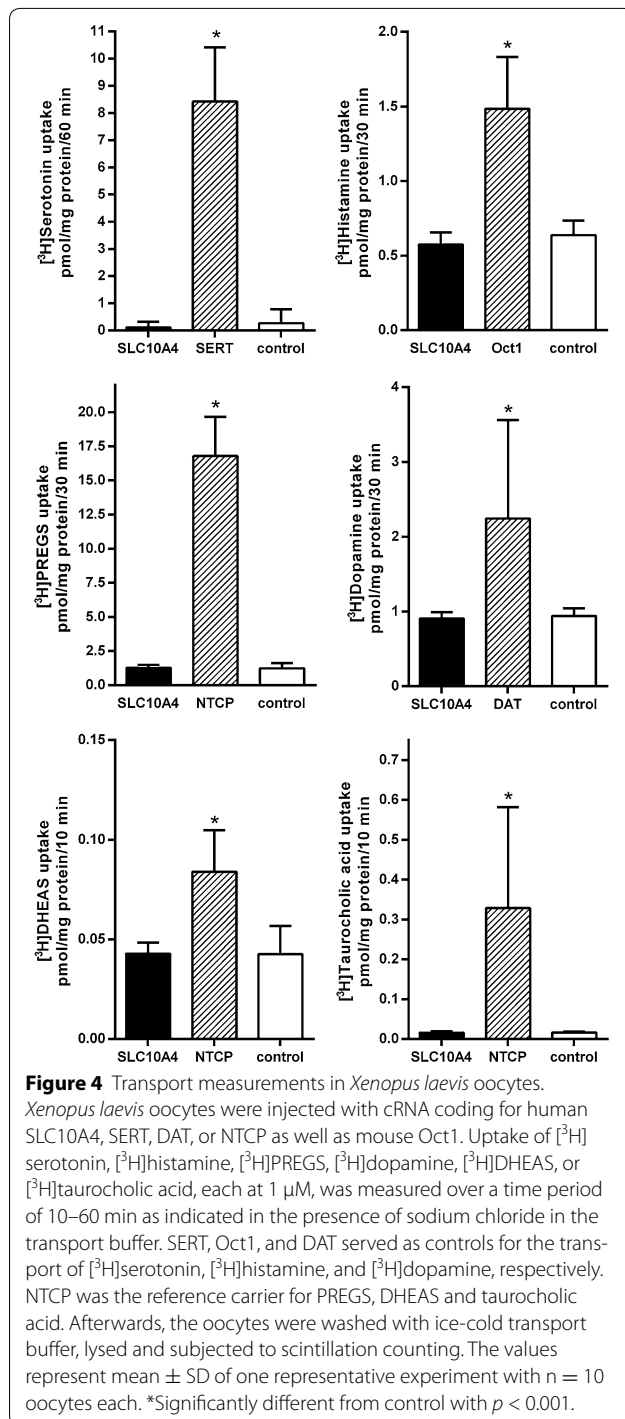 [³H]Serotonin uptake
pmol/mg protein/60 min
11
10
9
8
7
6
5
4
3
2
1
0
*
SLC10A4 SERT control
[³H]Histamine uptake
pmol/mg protein/30 min
2.0
1.5
1.0
0.5
0.0
*
SLC10A4 Oct1 control
[³H]PREGS uptake
pmol/mg protein/30 min
20.0
17.5
15.0
12.5
10.0
7.5
5.0
2.5
0.0
*
SLC10A4 NTCP control
[³H]Dopamine uptake
pmol/mg protein/30 min
4
3
2
1
0
*
SLC10A4 DAT control
[³H]DHEAS uptake
pmol/mg protein/10 min
0.15
0.10
0.05
0.00
*
SLC10A4 NTCP control
[³H]Taurocholic acid uptake
pmol/mg protein/10 min
0.7
0.6
0.5
0.4
0.3
0.2
0.1
0.0
*
SLC10A4 NTCP control
Figure 4 Transport measurements in Xenopus laevis oocytes.
Xenopus laevis oocytes were injected with cRNA coding for human
SLC10A4, SERT, DAT, or NTCP as well as mouse Oct1. Uptake of [³H]
serotonin, [³H]histamine, [³H]PREGS, [³H]dopamine, [³H]DHEAS, or
[³H]taurocholic acid, each at 1 μM, was measured over a time period
of 10–60 min as indicated in the presence of sodium chloride in the
transport buffer. SERT, Oct1, and DAT served as controls for the trans-
port of [³H]serotonin, [³H]histamine, and [³H]dopamine, respectively.
NTCP was the reference carrier for PREGS, DHEAS and taurocholic
acid. Afterwards, the oocytes were washed with ice-cold transport
buffer, lysed and subjected to scintillation counting. The values
represent mean ± SD of one representative experiment with n = 10
oocytes each. *Significantly different from control with p < 0.001.